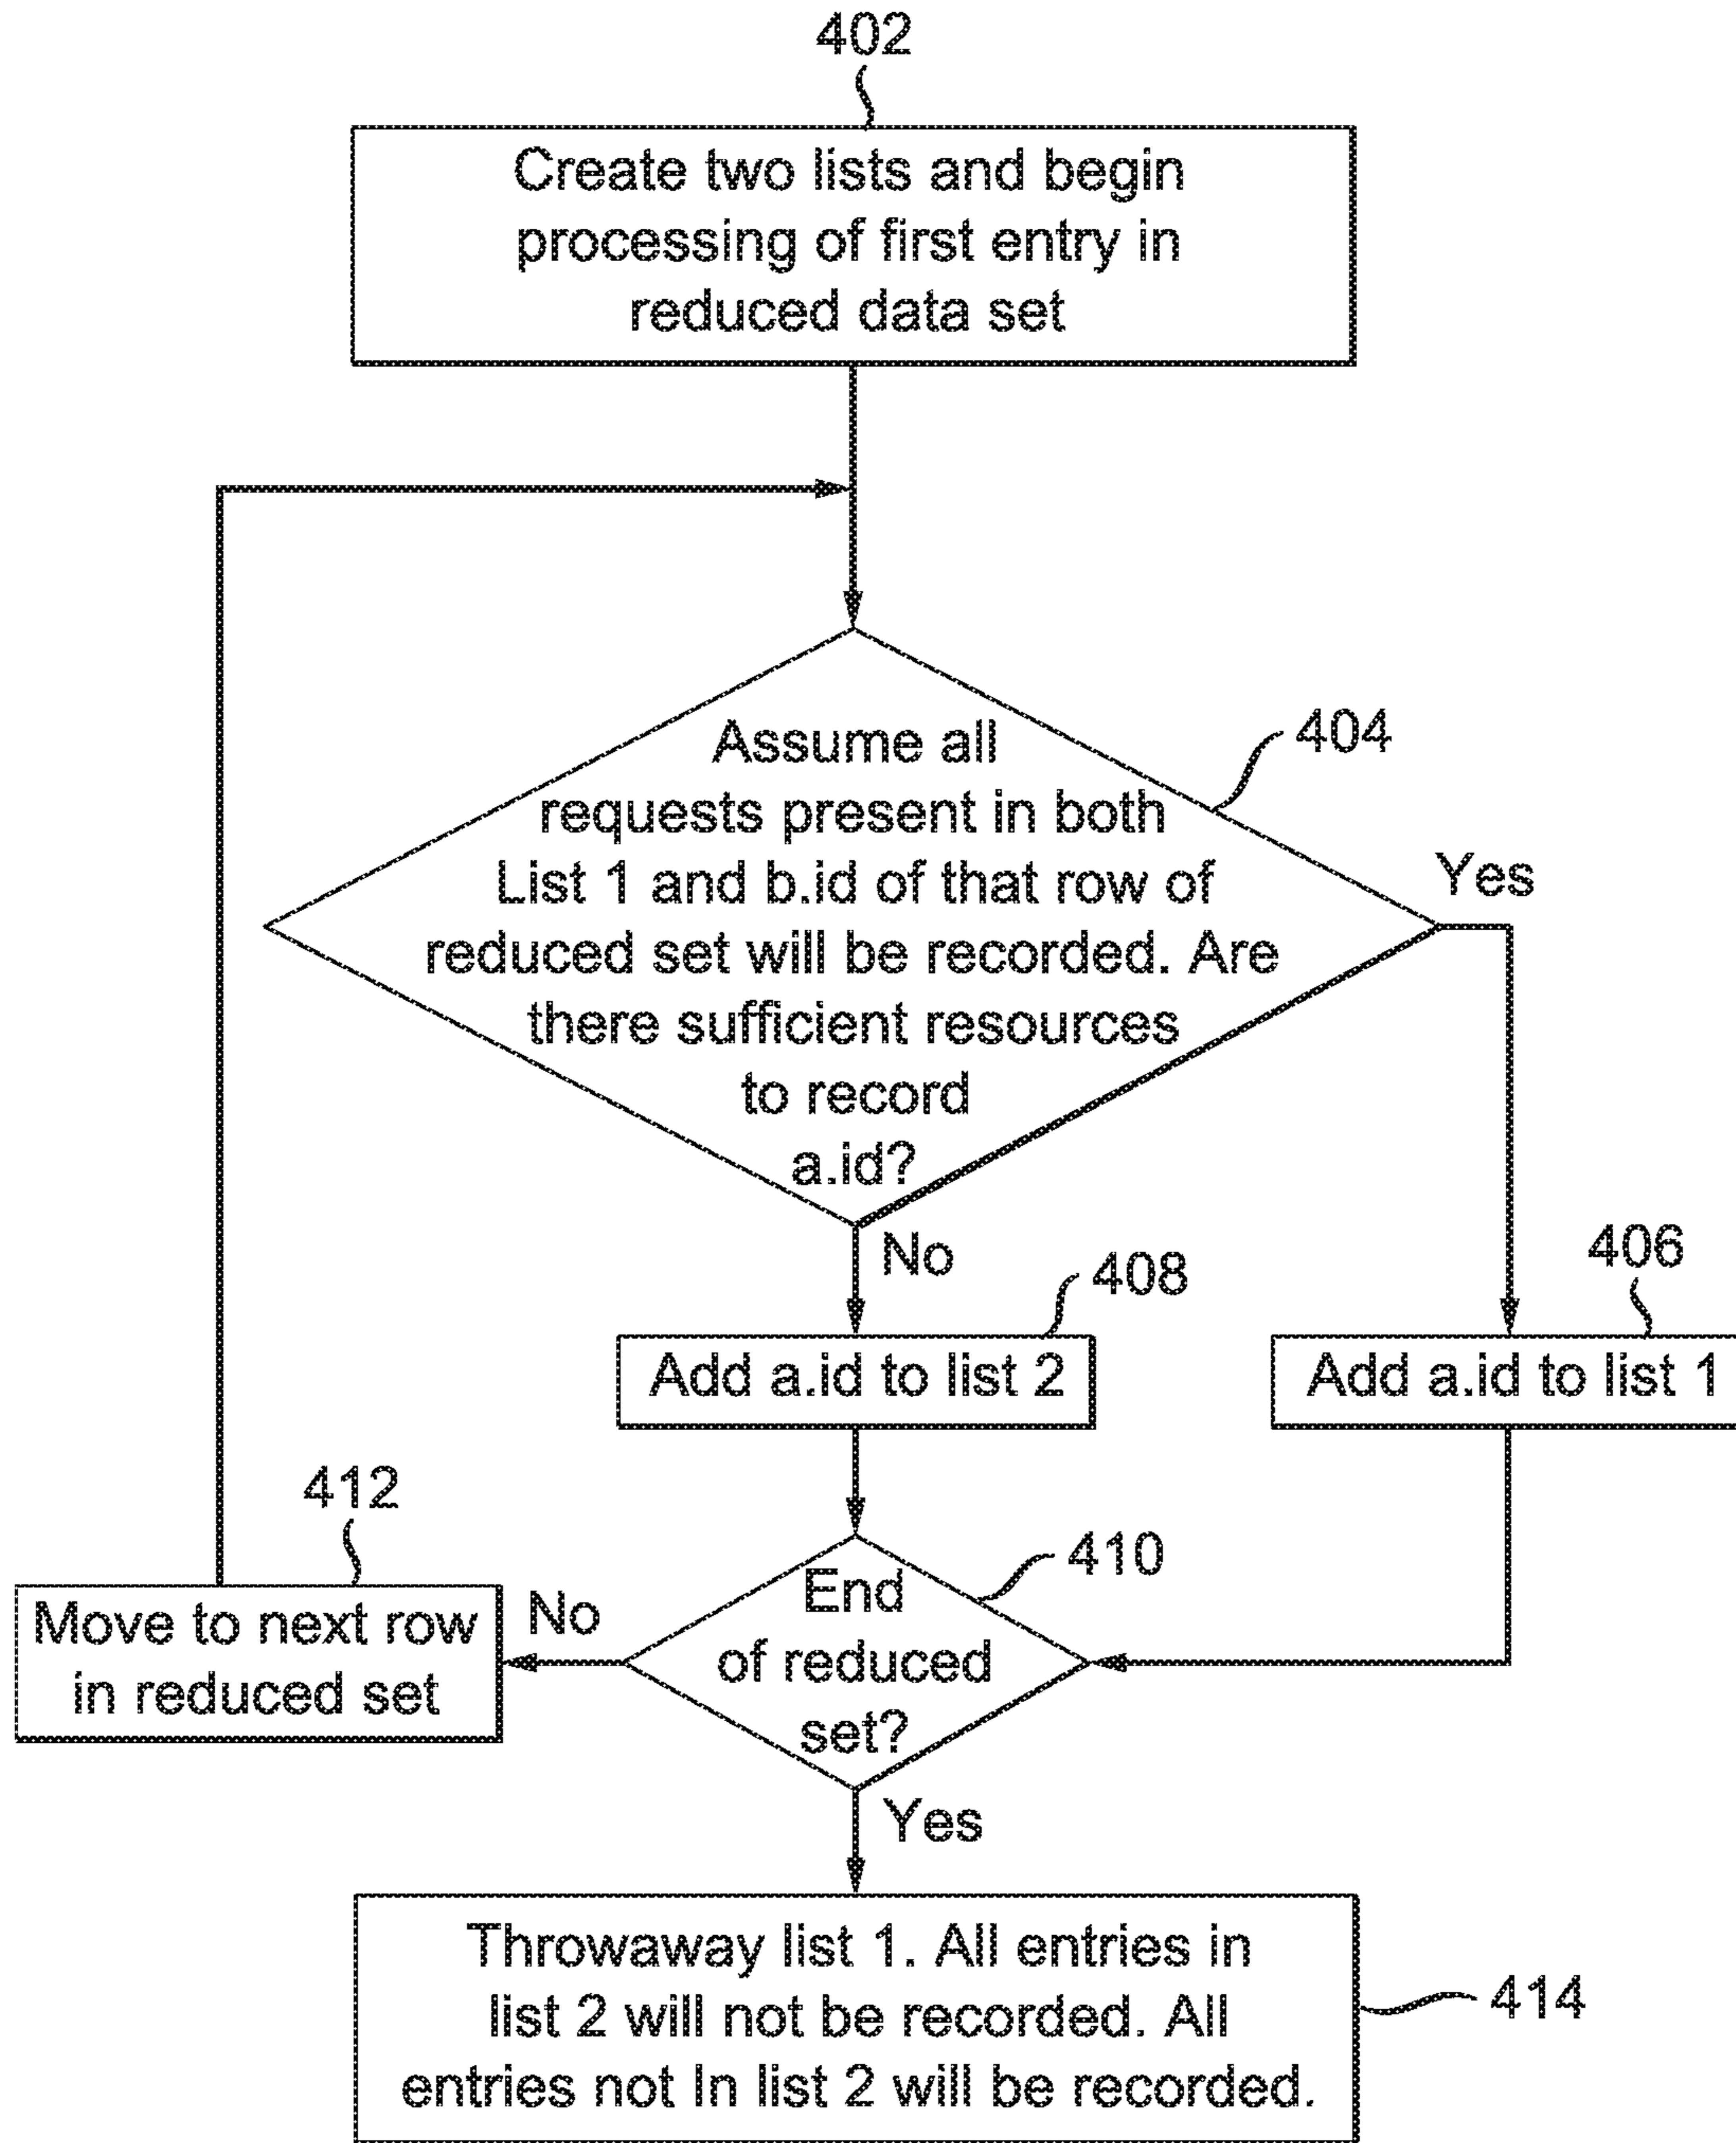 402
Create two lists and begin
processing of first entry in
reduced data set
404
Assume all
requests present in both
List 1 and b.id of that row of
reduced set will be recorded. Are
there sufficient resources
to record
a.id?
Yes
No
408
406
Add a.id to list 2
Add a.id to list 1
412
410
Move to next row
in reduced set
No
End
of reduced
set?
Yes
Throwaway list 1. All entries in
list 2 will not be recorded. All
entries not In list 2 will be recorded.
414